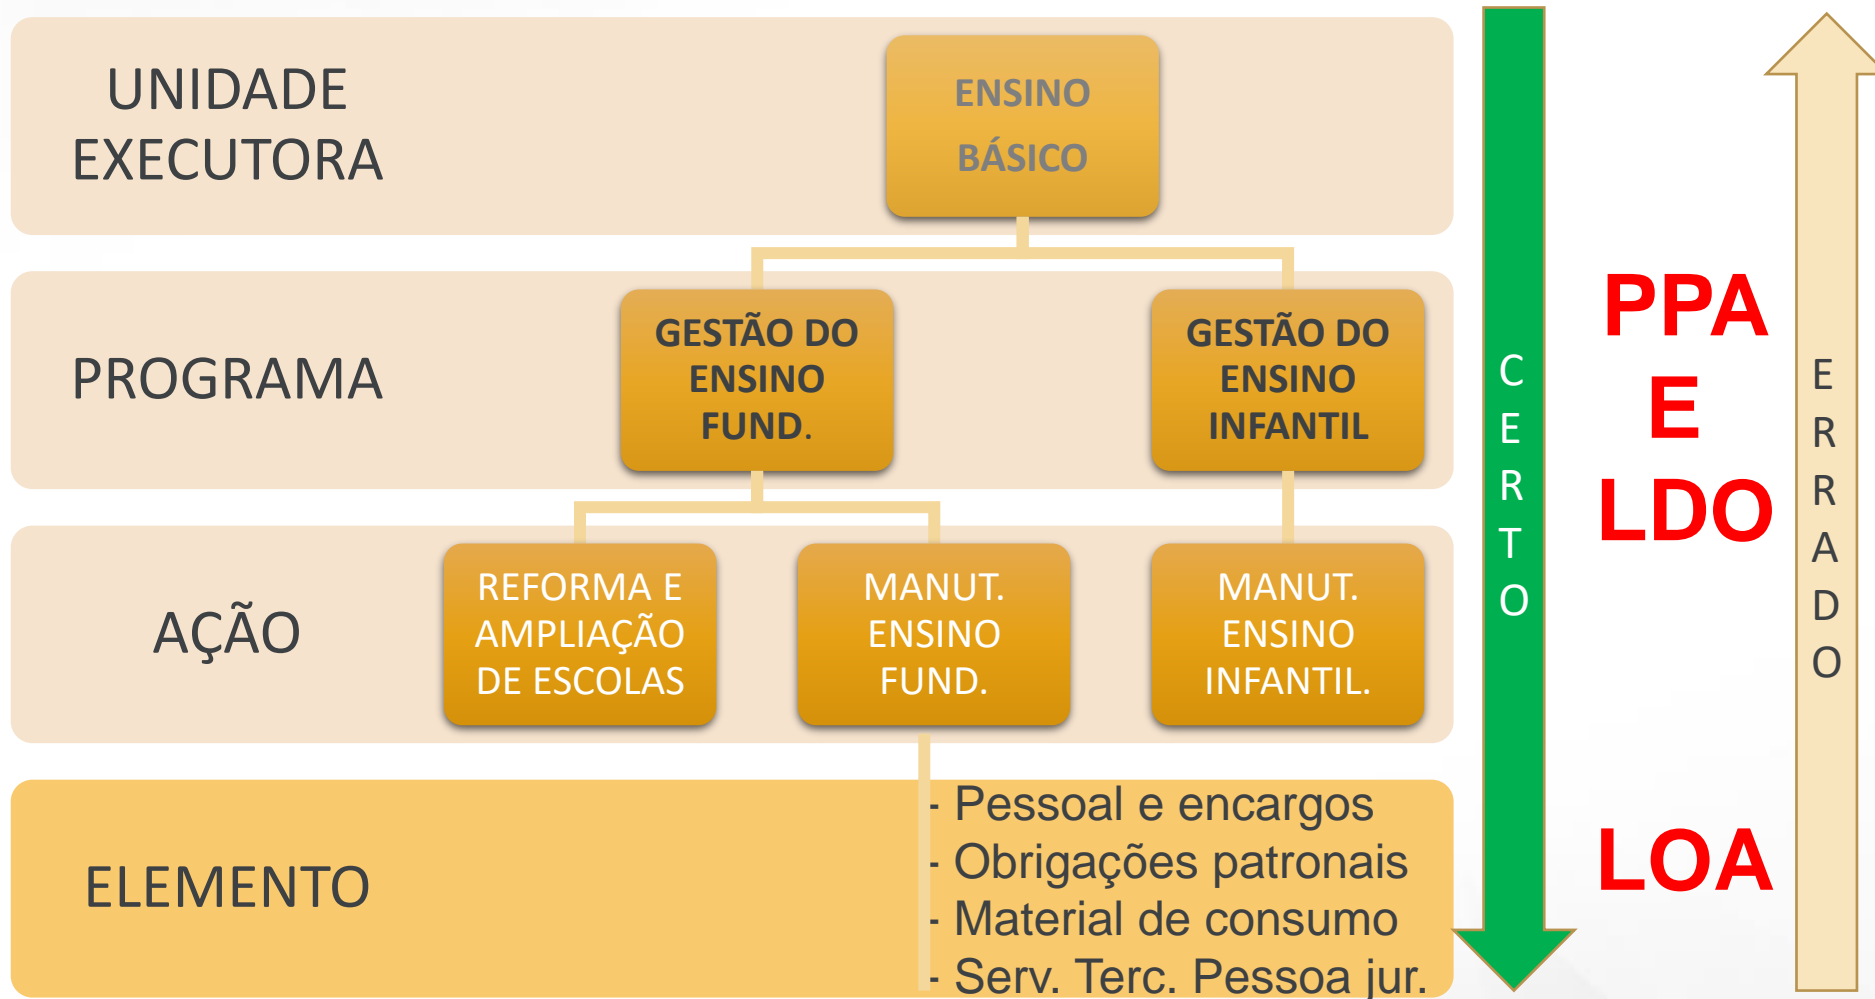 UNIDADE
EXECUTORA
ENSINO
BÁSICO
PROGRAMA
GESTÃO DO
ENSINO
FUND.
GESTÃO DO
ENSINO
INFANTIL
AÇÃO
REFORMA E
AMPLIAÇÃO
DE ESCOLAS
MANUT.
ENSINO
FUND.
MANUT.
ENSINO
INFANTIL.
ELEMENTO
- Pessoal e encargos
- Obrigações patronais
- Material de consumo
- Serv. Terc. Pessoa jur.
C
E
R
T
O
PPA
E
LDO
LOA
E
R
R
A
D
O